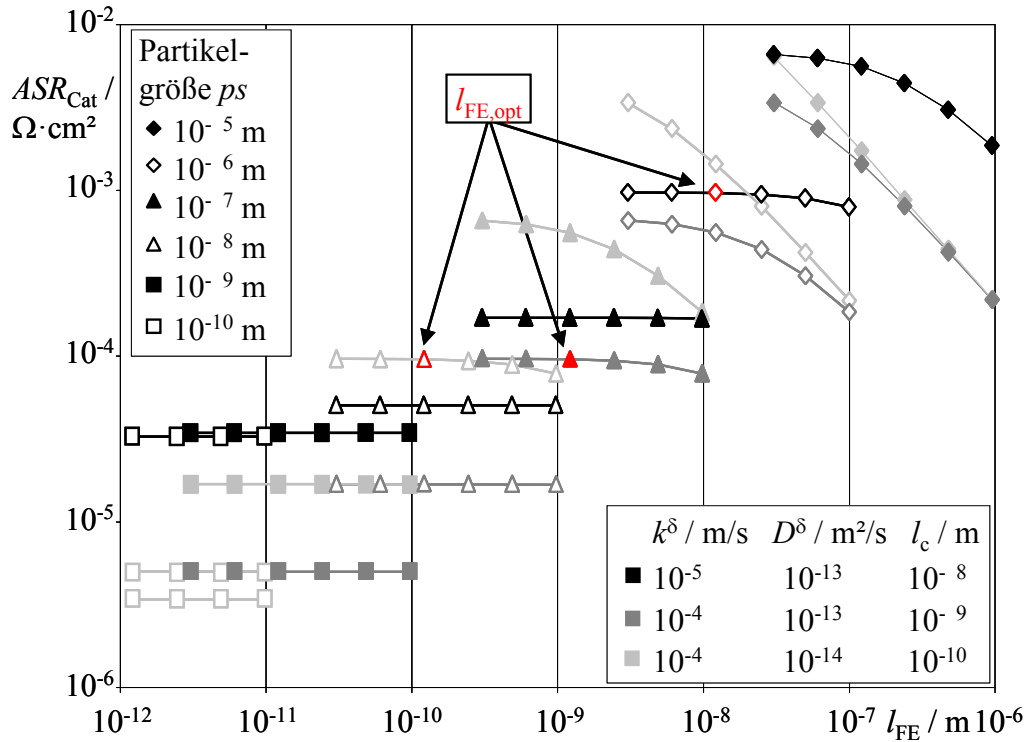 10⁻²
10⁻³
10⁻⁴
10⁻⁵
10⁻⁶
ASR_Cat /
Ω·cm²
Partikel-
größe ps
10⁻ ⁵ m
10⁻ ⁶ m
10⁻ ⁷ m
10⁻ ⁸ m
10⁻ ⁹ m
10⁻¹⁰ m
l_FE,opt
k^δ / m/s D^δ / m²/s l_c / m
10⁻⁵ 10⁻¹³ 10⁻ ⁸
10⁻⁴ 10⁻¹³ 10⁻ ⁹
10⁻⁴ 10⁻¹⁴ 10⁻¹⁰
10⁻¹² 10⁻¹¹ 10⁻¹⁰ 10⁻⁹ 10⁻⁸ 10⁻⁷ l_FE / m 10⁻⁶